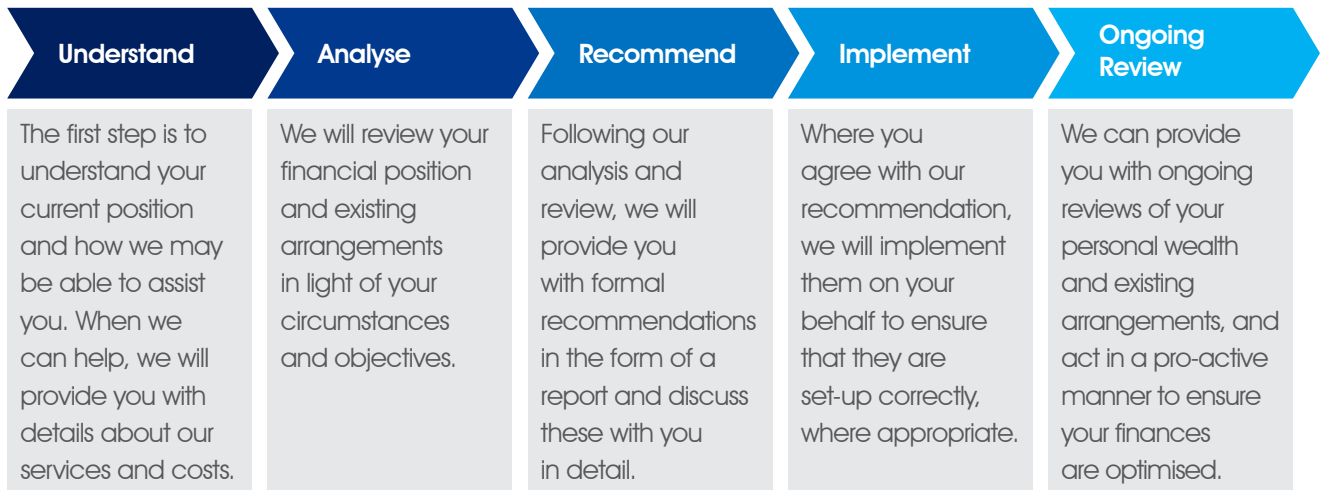 Understand
The first step is to
understand your
current position
and how we may
be able to assist
you. When we
can help, we will
provide you with
details about our
services and costs.
Analyse
We will review your
financial position
and existing
arrangements
in light of your
circumstances
and objectives.
Recommend
Following our
analysis and
review, we will
provide you
with formal
recommendations
in the form of a
report and discuss
these with you
in detail.
Implement
Where you
agree with our
recommendation,
we will implement
them on your
behalf to ensure
that they are
set-up correctly,
where appropriate.
Ongoing
Review
We can provide
you with ongoing
reviews of your
personal wealth
and existing
arrangements, and
act in a pro-active
manner to ensure
your finances
are optimised.